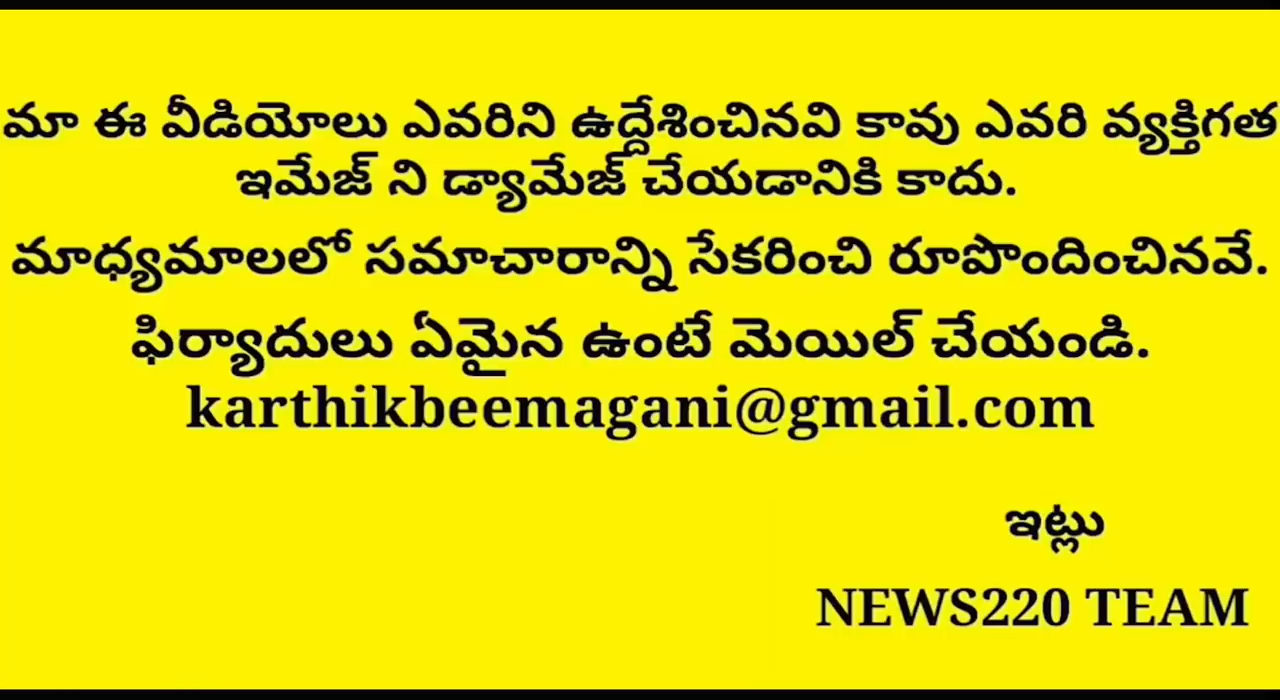 మా ఈ వీడియోలు ఎవరిని ఉద్దేశించినవి కావు ఎవరి వ్యక్తిగత
ఇమేజ్ ని డ్యామేజ్ చేయడానికి కాదు.
మాధ్యమాలలో సమాచారాన్ని సేకరించి రూపొందించినవే.
ఫిర్యాదులు ఏమైన ఉంటే మెయిల్ చేయండి.
karthikbeemagani@gmail.com
ఇట్లు
NEWS220 TEAM